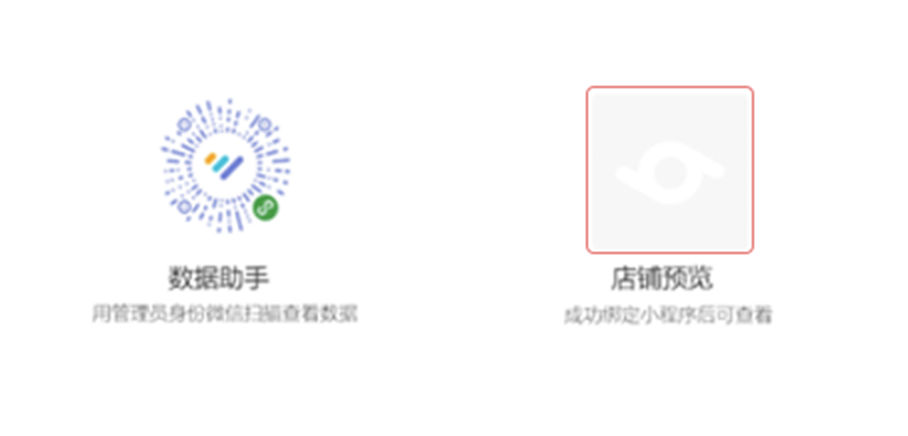 数据助手
用管理员身份微信扫描查看数据
店铺预览
成功绑定小程序后可查看